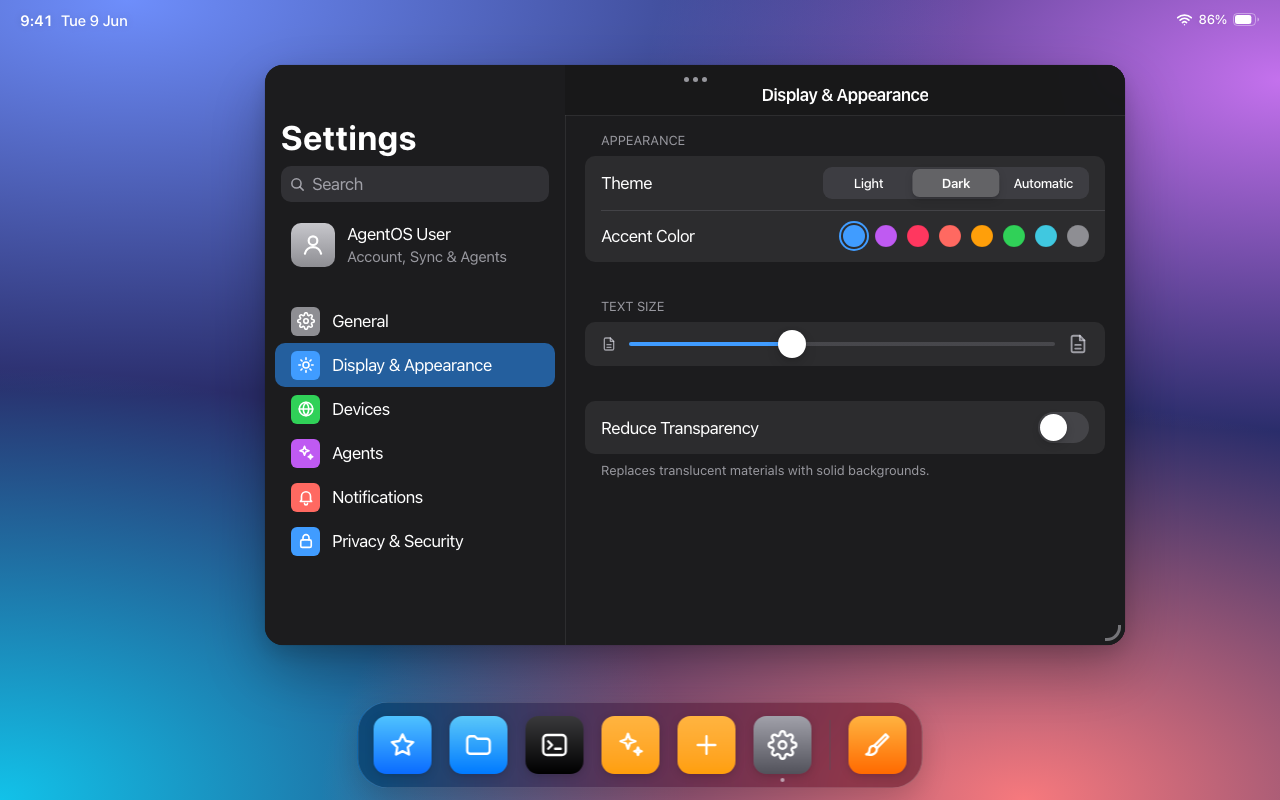 9:41 Tue 9 Jun
86%
Display & Appearance
Settings
Search
AgentOS User
Account, Sync & Agents
General
Display & Appearance
Devices
Agents
Notifications
Privacy & Security
APPEARANCE
Theme
Light
Dark
Automatic
Accent Color
TEXT SIZE
Reduce Transparency
Replaces translucent materials with solid backgrounds.